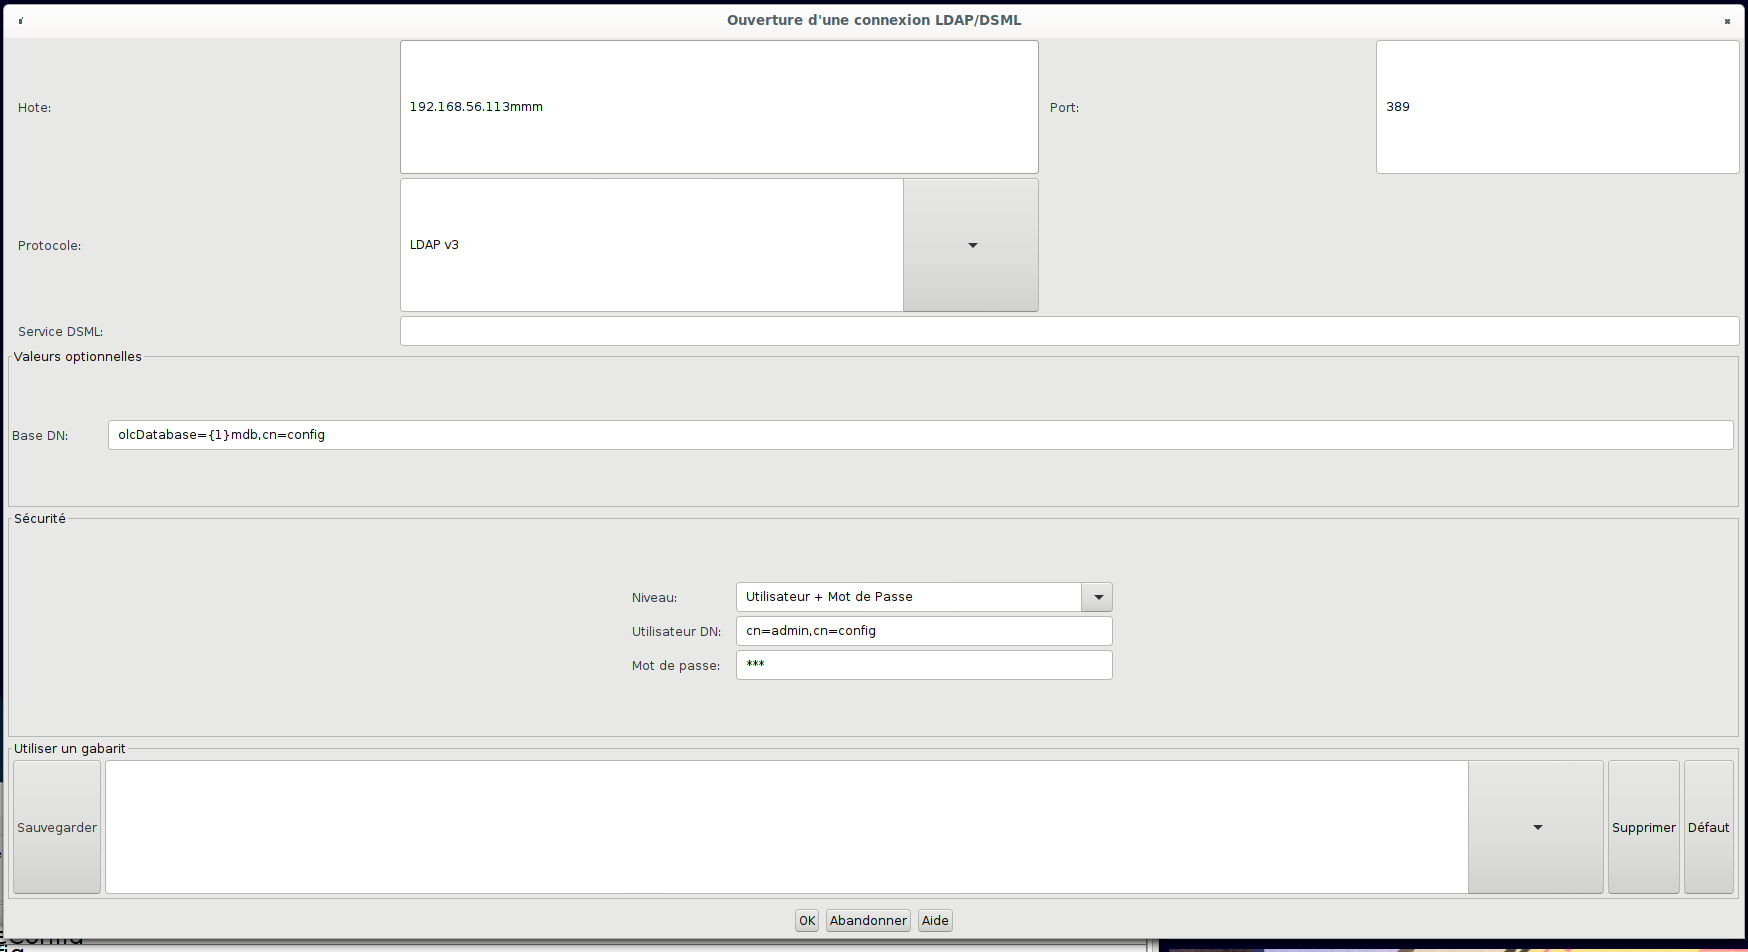 Ouverture d'une connexion LDAP/DSML
Hote: 192.168.56.113mmm Port: 389
Protocole: LDAP v3
Service DSML:
Valeurs optionnelles
Base DN: olcDatabase={1}mdb,cn=config
Sécurité
Niveau: Utilisateur + Mot de Passe
Utilisateur DN: cn=admin,cn=config
Mot de passe: ***
Utiliser un gabarit
Sauvegarder Supprimer Défaut
OK Abandonner Aide